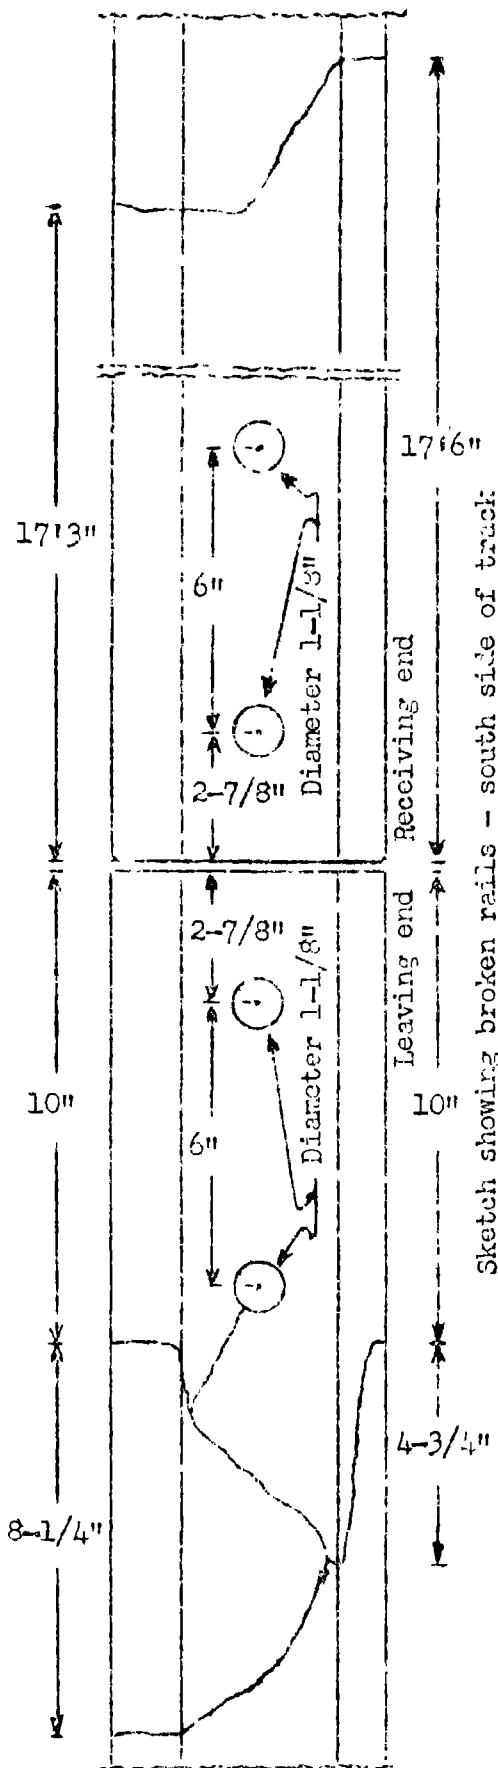 17'6"
17'3"
6"
Diameter 1-1/8"
2-7/8"
Receiving end
2-7/8"
Leaving end
Diameter 1-1/8"
10"
10"
6"
4-3/4"
8-1/4"
Sketch showing broken rails - south side of track